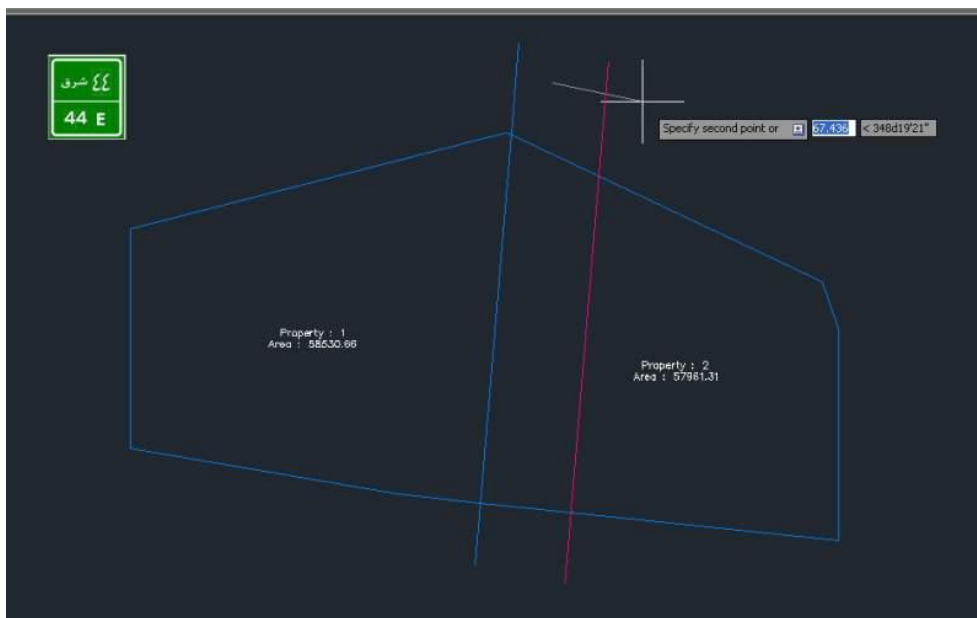 ٤٤ شرق
44 E
Specify second point or 67.436 < 348d19'21"
Property : 1
Area : 58530.66
Property : 2
Area : 57961.31